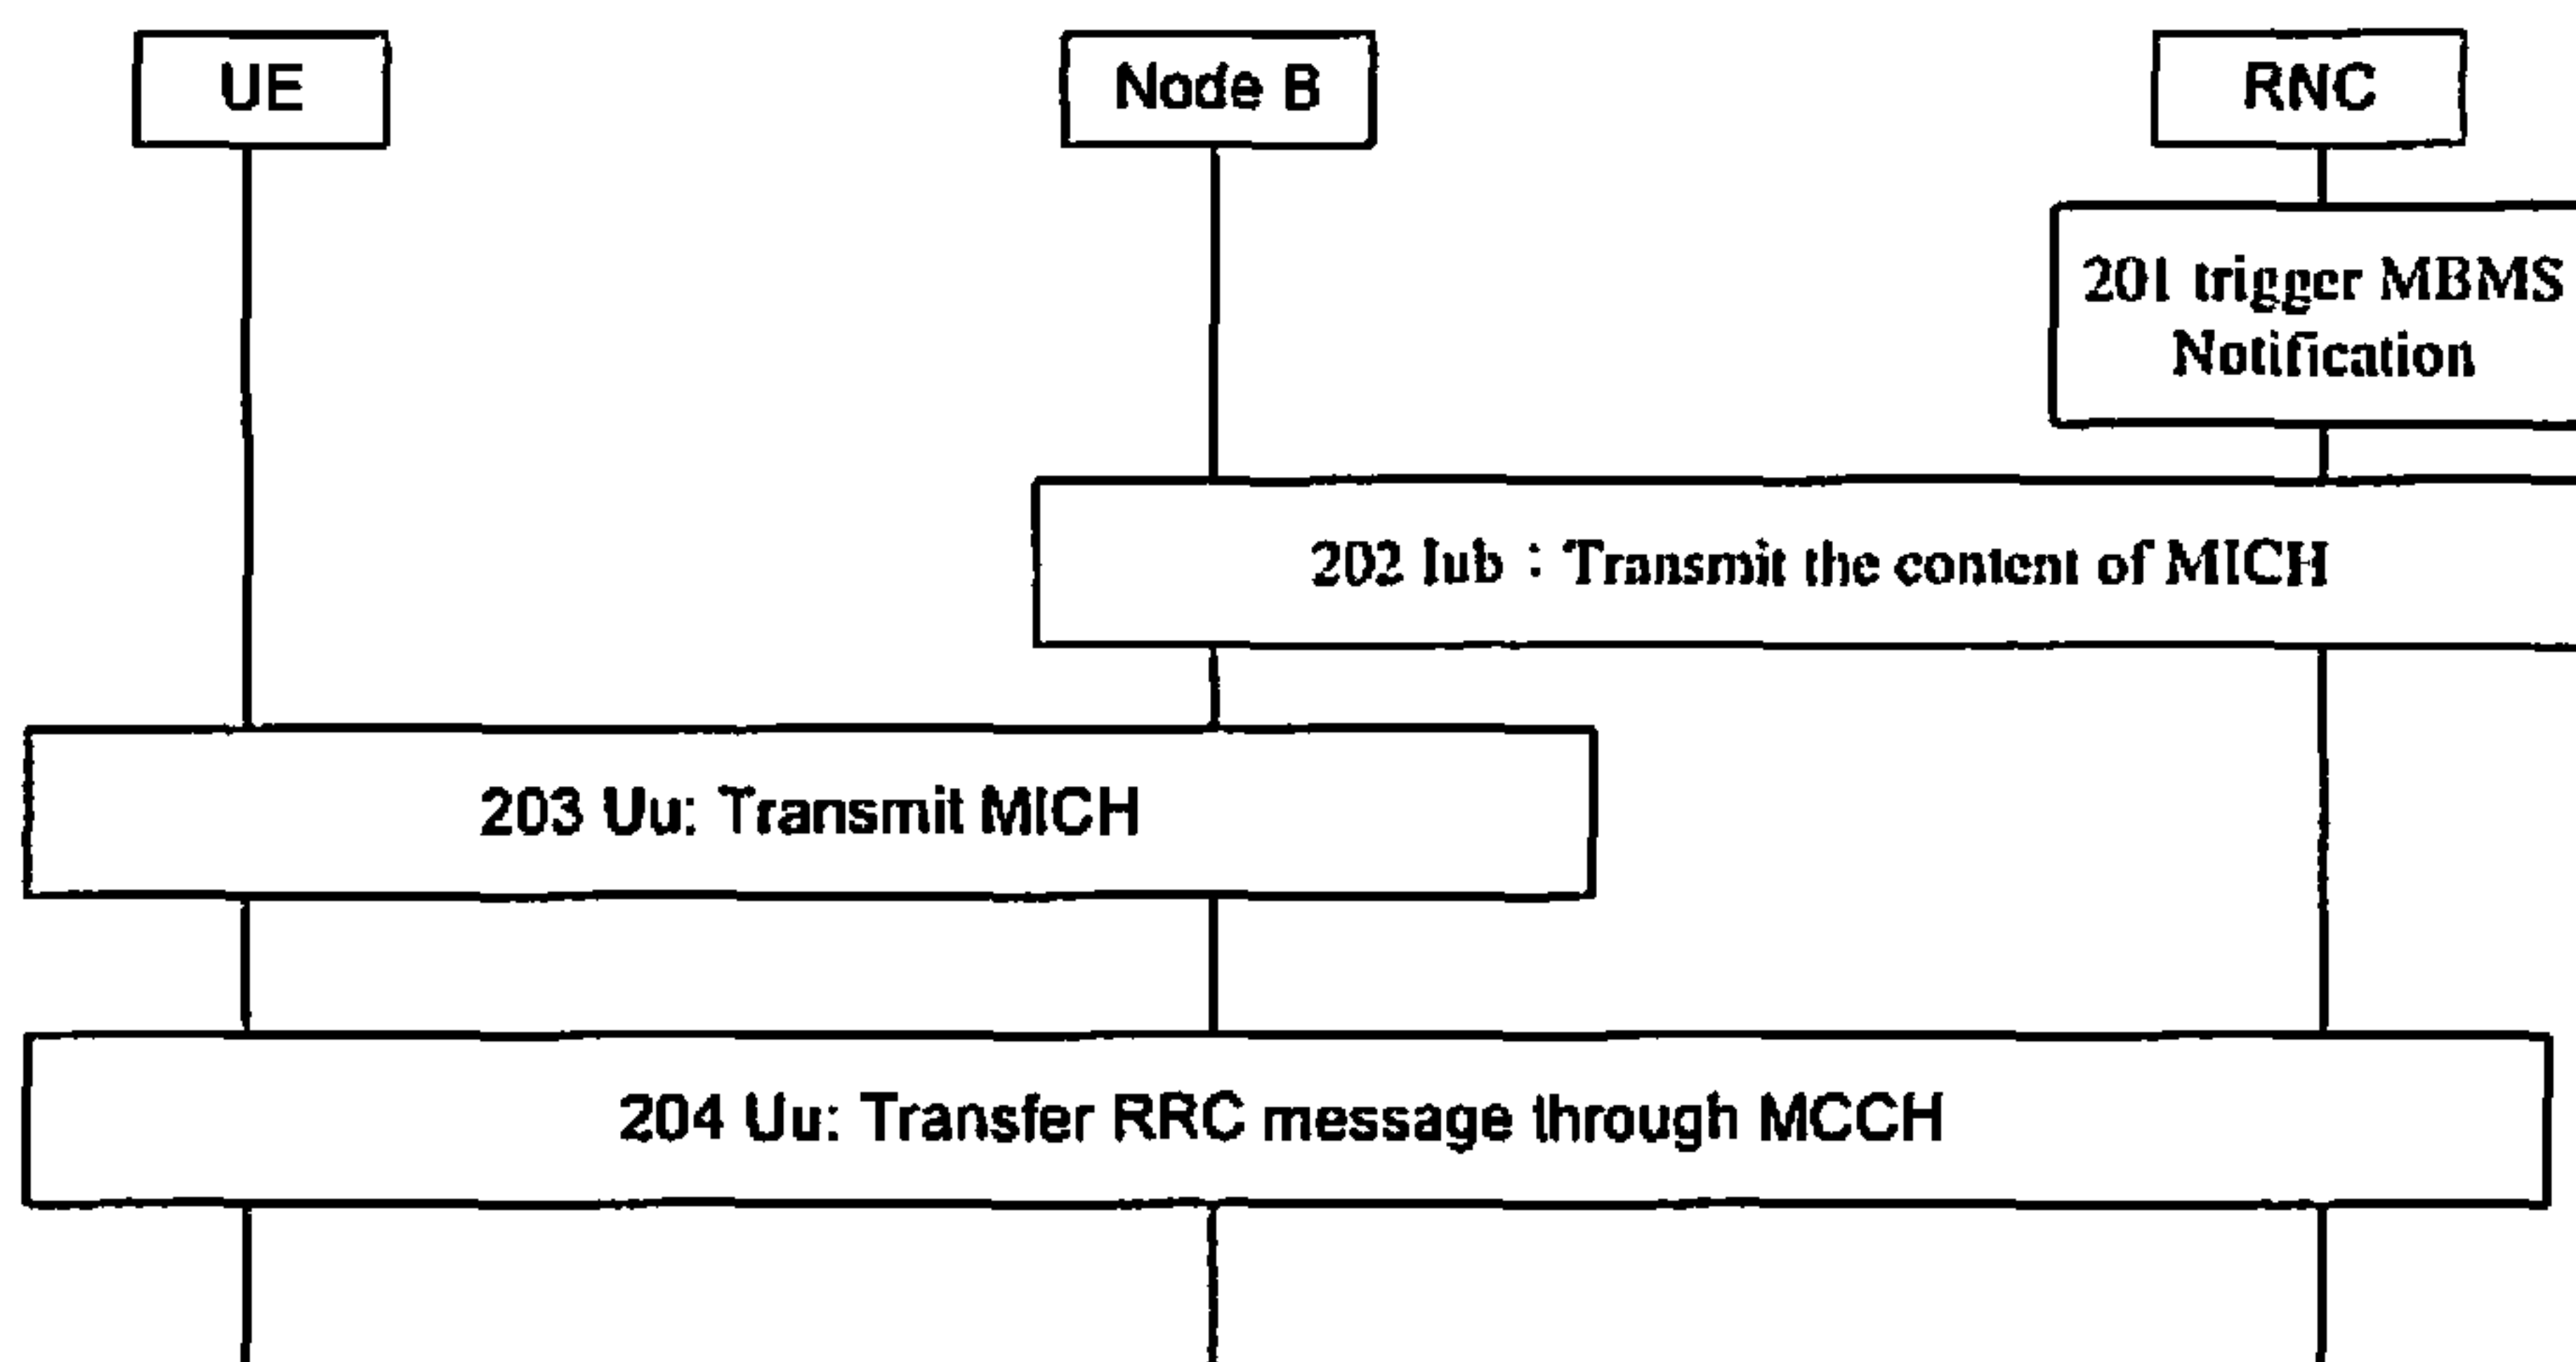 UE
Node B
RNC
201 trigger MBMS
Notification
202 Iub : Transmit the content of MICH
203 Uu: Transmit MICH
204 Uu: Transfer RRC message through MCCH